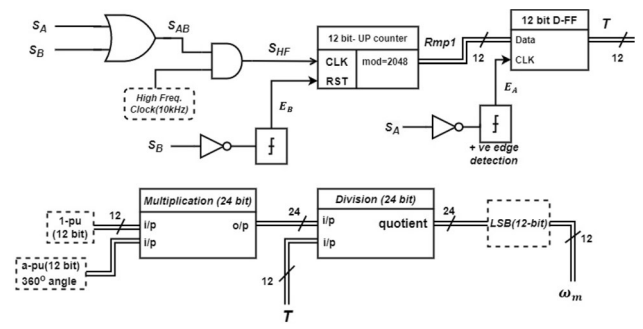 S_A
S_B
S_AB
S_HF
High Freq.
Clock(10kHz)
12 bit- UP counter
CLK
RST
mod=2048
Rmp1
12
12 bit D-FF
Data
CLK
T
12
E_B
E_A
S_B
S_A
+ ve edge
detection
Multiplication (24 bit)
i/p
i/p
o/p
1-pu
(12 bit)
12
a-pu(12 bit)
360O angle
24
Division (24 bit)
i/p
i/p
quotient
24
LSB(12-bit)
12
12
T
ω_m